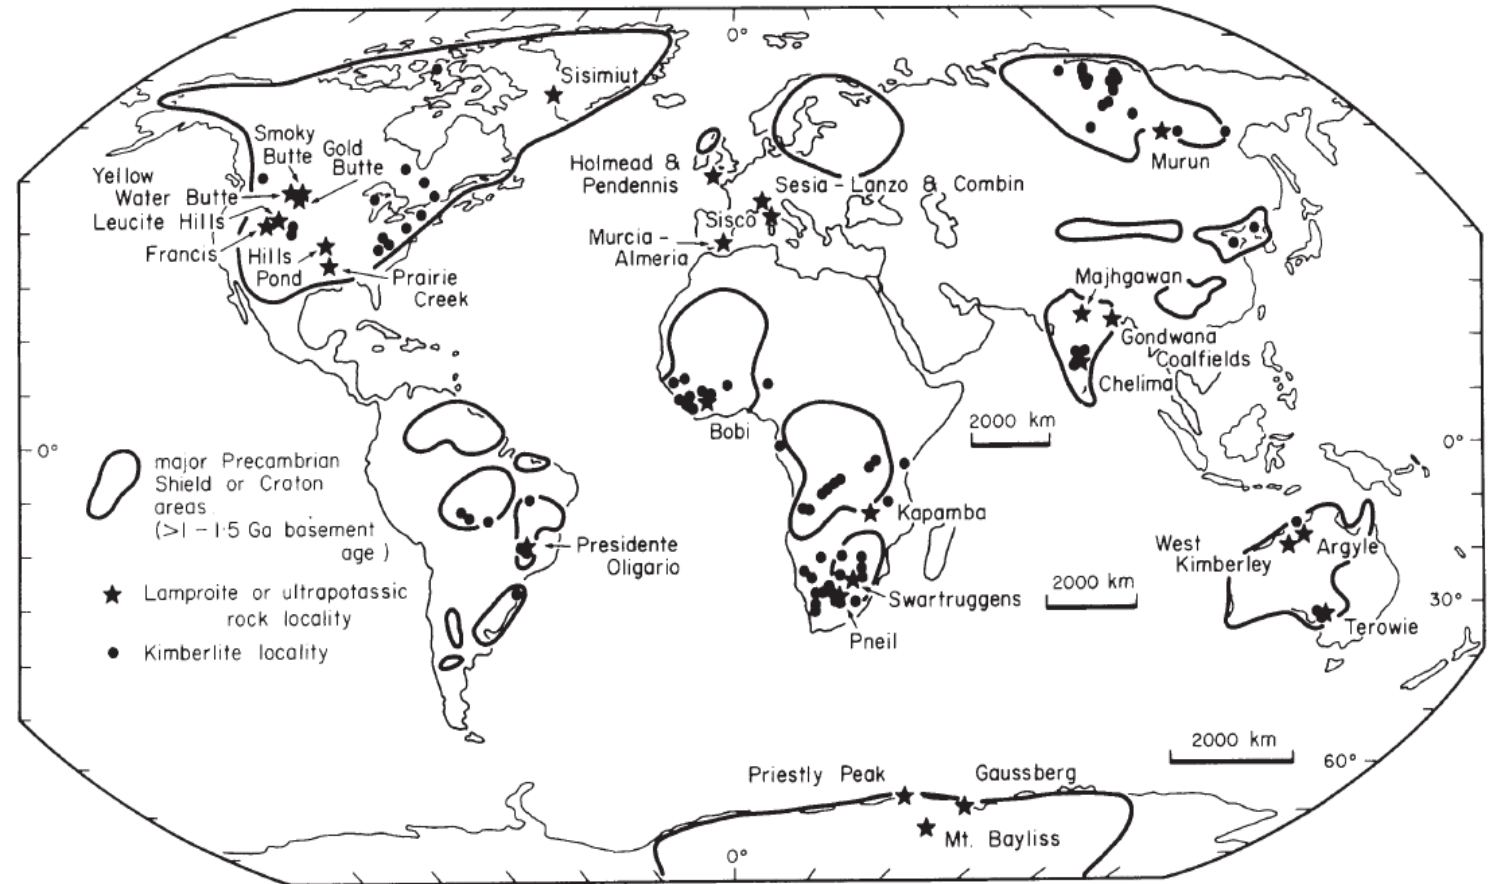 0°
Sisimiut
Smoky
Butte
Gold
Butte
Yellow
Water Butte
Leucite Hills
Francis
Hills
Pond
Prairie
Creek
Holmead &
Pendennis
Sesia - Lanzo & Combin
Sisco
Murcia -
Almeria
Murun
Majhgawan
Gondwana
Coalfields
Chelima
2000 km
Bobi
0°
0°
major Precambrian
Shield or Craton
areas
(>1 - 1·5 Ga basement
age )
Lamproite or ultrapotassic
rock locality
Kimberlite locality
Presidente
Oligario
Kapamba
Swartruggens
Pneil
2000 km
West
Kimberley
Argyle
30°
Terowie
2000 km
60°
Priestly Peak
Gaussberg
Mt. Bayliss
0°